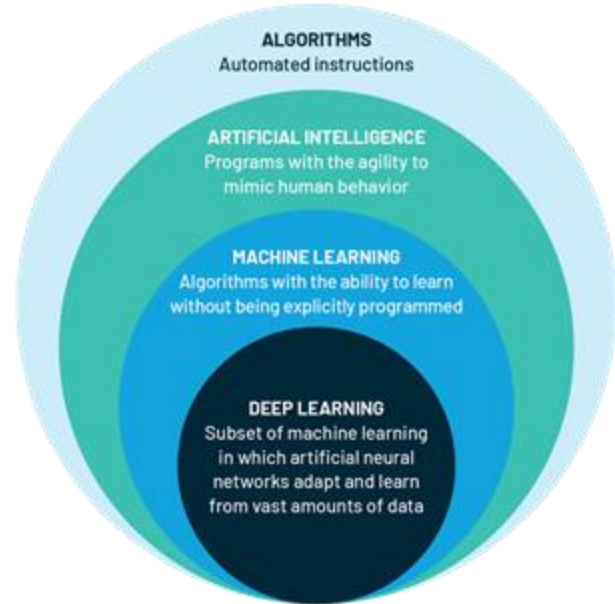 ALGORITHMS
Automated instructions
ARTIFICIAL INTELLIGENCE
Programs with the agility to
mimic human behavior
MACHINE LEARNING
Algorithms with the ability to learn
without being explicitly programmed
DEEP LEARNING
Subset of machine learning
in which artificial neural
networks adapt and learn
from vast amounts of data